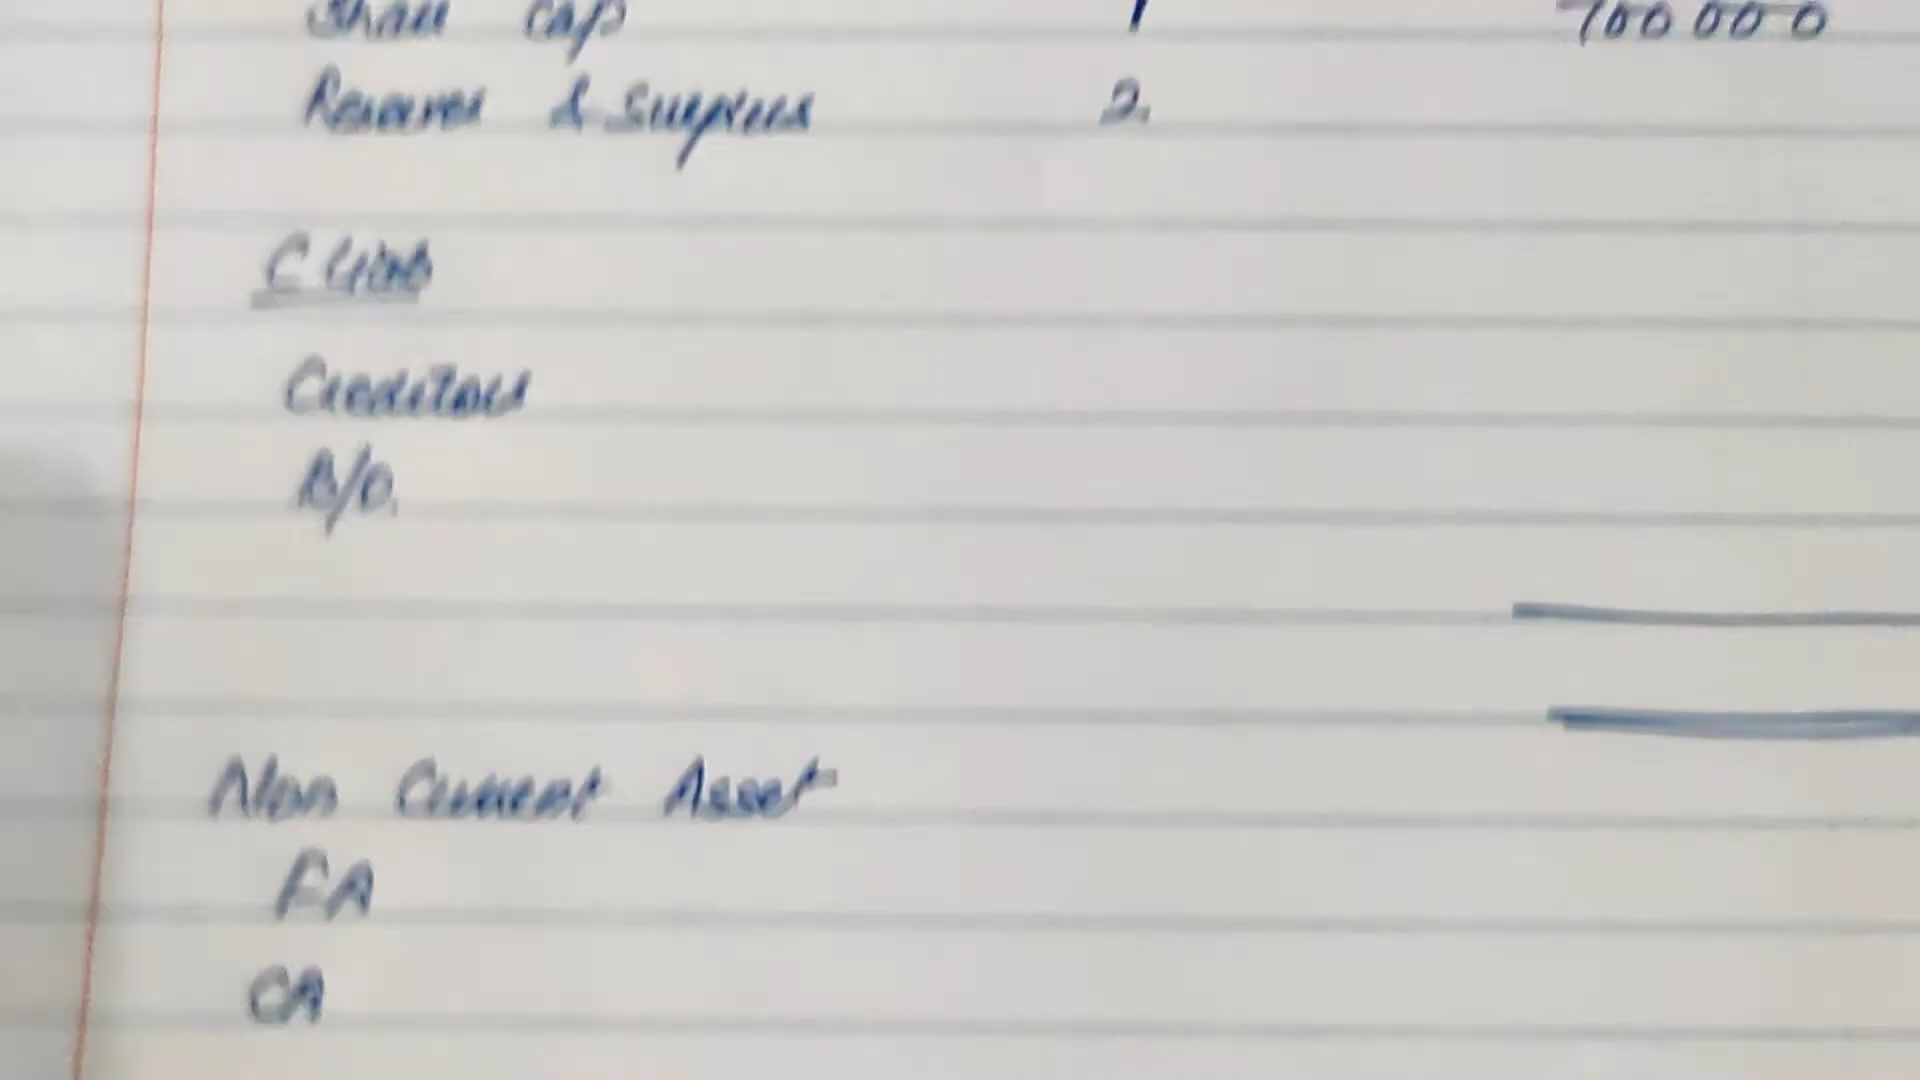 Share Cap 1 700000
Reserves & Surplus 2.
C Liab
Creditors
B/O.
Non Current Asset
FA
CA